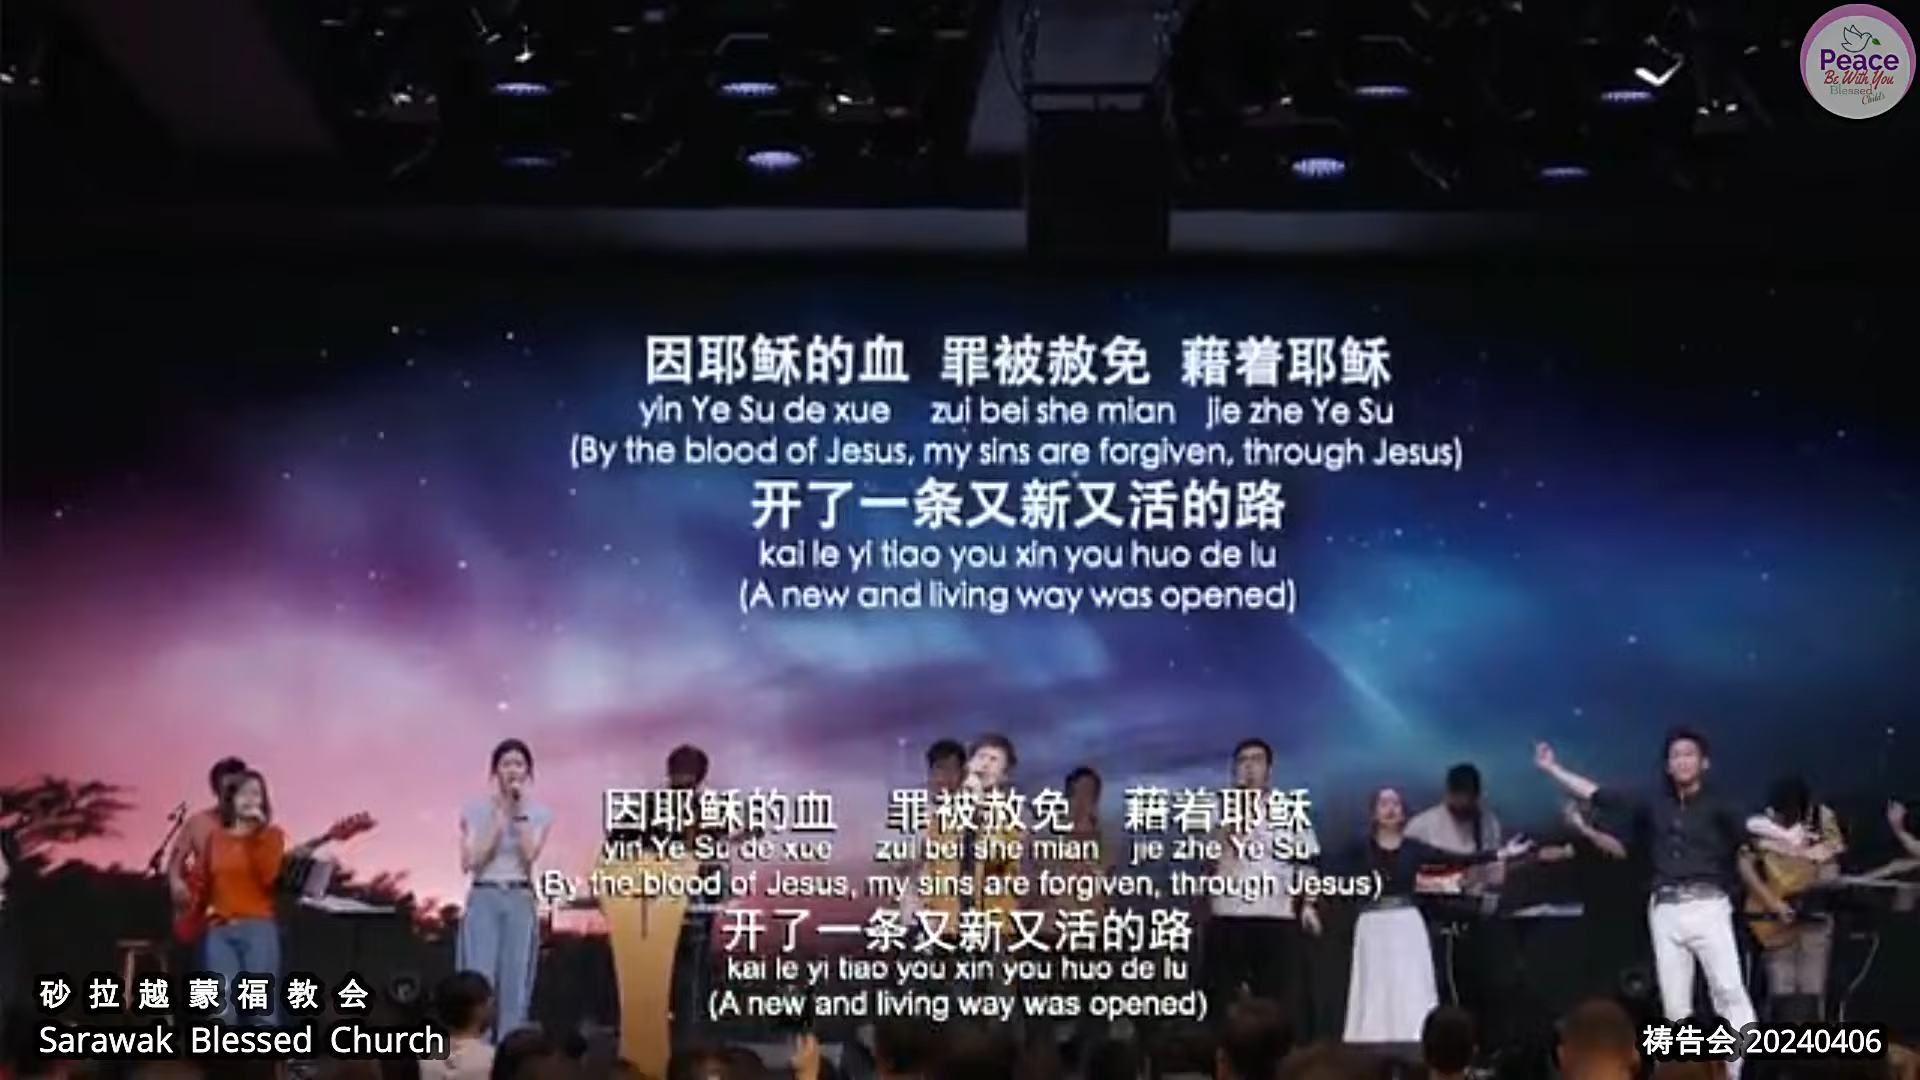 Peace
Be With You
Blessed
Child's
因耶稣的血 罪被赦免 藉着耶稣
yin Ye Su de xue zui bei she mian jie zhe Ye Su
(By the blood of Jesus, my sins are forgiven, through Jesus)
开了一条又新又活的路
kai le yi tiao you xin you huo de lu
(A new and living way was opened)
因耶稣的血 罪被赦免 藉着耶稣
yin Ye Su de xue zui bei she mian jie zhe Ye Su
(By the blood of Jesus, my sins are forgiven, through Jesus)
开了一条又新又活的路
kai le yi tiao you xin you huo de lu
(A new and living way was opened)
砂拉越蒙福教会
Sarawak Blessed Church
祷告会 20240406